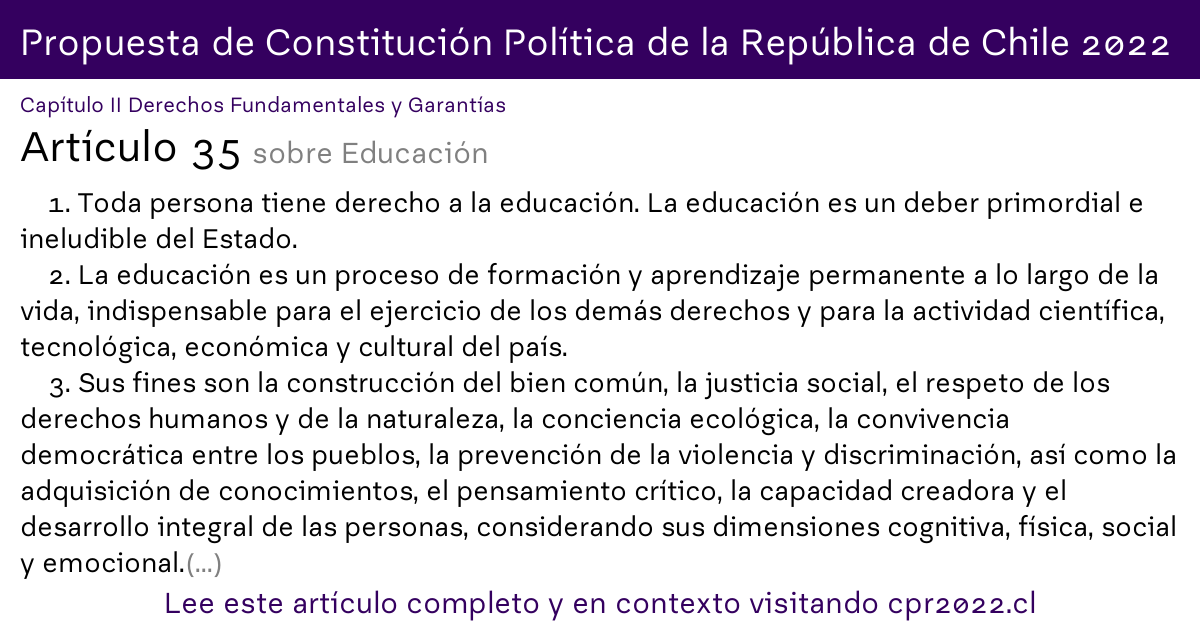 Propuesta de Constitución Política de la República de Chile 2022
Capítulo II Derechos Fundamentales y Garantías
Artículo 35 sobre Educación
1. Toda persona tiene derecho a la educación. La educación es un deber primordial e
ineludible del Estado.
2. La educación es un proceso de formación y aprendizaje permanente a lo largo de la
vida, indispensable para el ejercicio de los demás derechos y para la actividad científica,
tecnológica, económica y cultural del país.
3. Sus fines son la construcción del bien común, la justicia social, el respeto de los
derechos humanos y de la naturaleza, la conciencia ecológica, la convivencia
democrática entre los pueblos, la prevención de la violencia y discriminación, así como la
adquisición de conocimientos, el pensamiento crítico, la capacidad creadora y el
desarrollo integral de las personas, considerando sus dimensiones cognitiva, física, social
y emocional.(...)
Lee este artículo completo y en contexto visitando cpr2022.cl